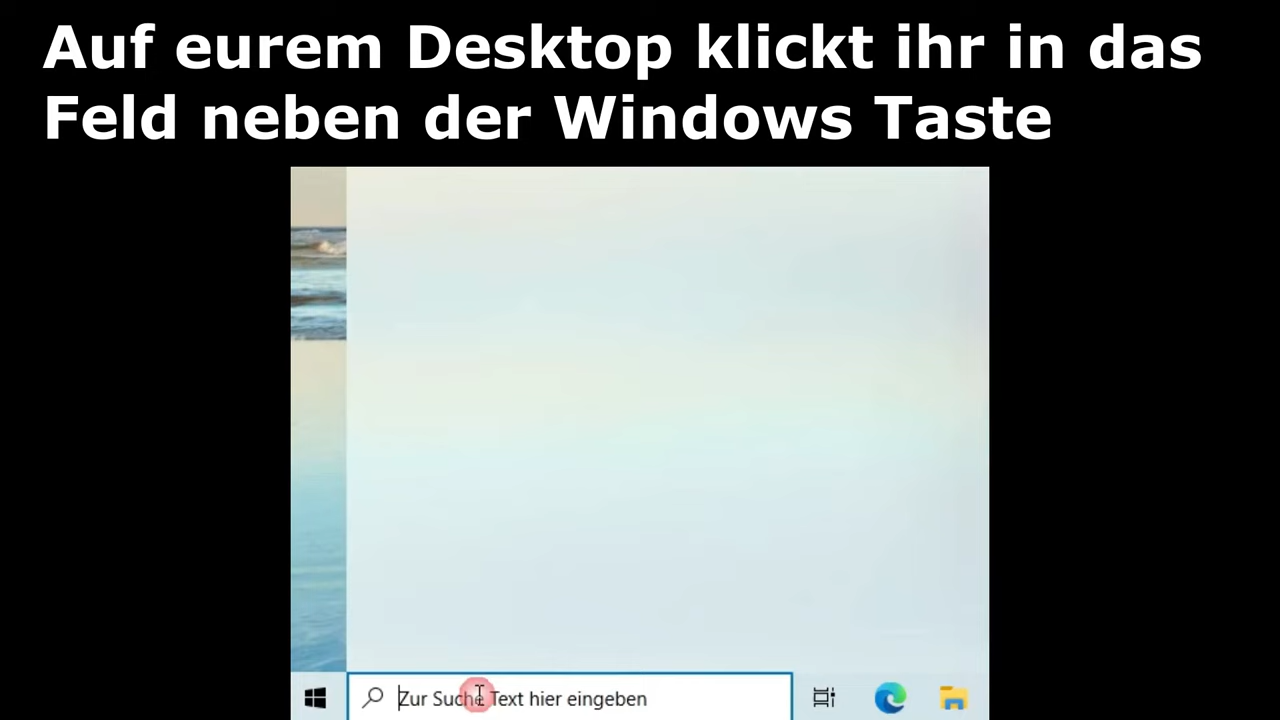 Auf eurem Desktop klickt ihr in das
Feld neben der Windows Taste
Zur Suche Text hier eingeben